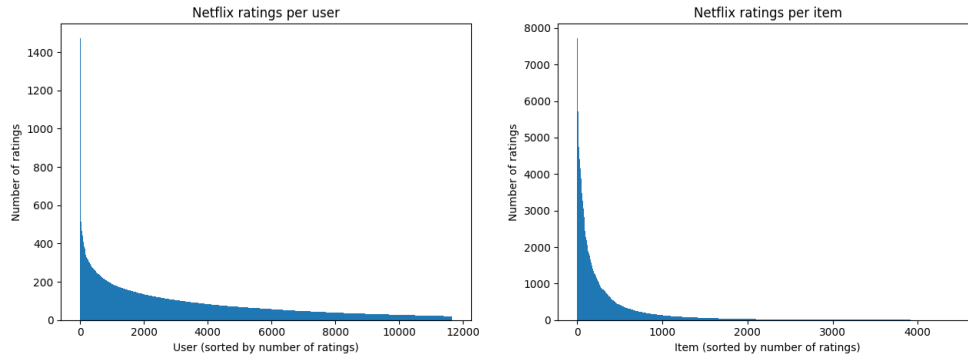 Netflix ratings per user
1400
1200
1000
800
600
400
200
0
Number of ratings
0 2000 4000 6000 8000 10000 12000
User (sorted by number of ratings)
Netflix ratings per item
8000
7000
6000
5000
4000
3000
2000
1000
0
Number of ratings
0 1000 2000 3000 4000
Item (sorted by number of ratings)